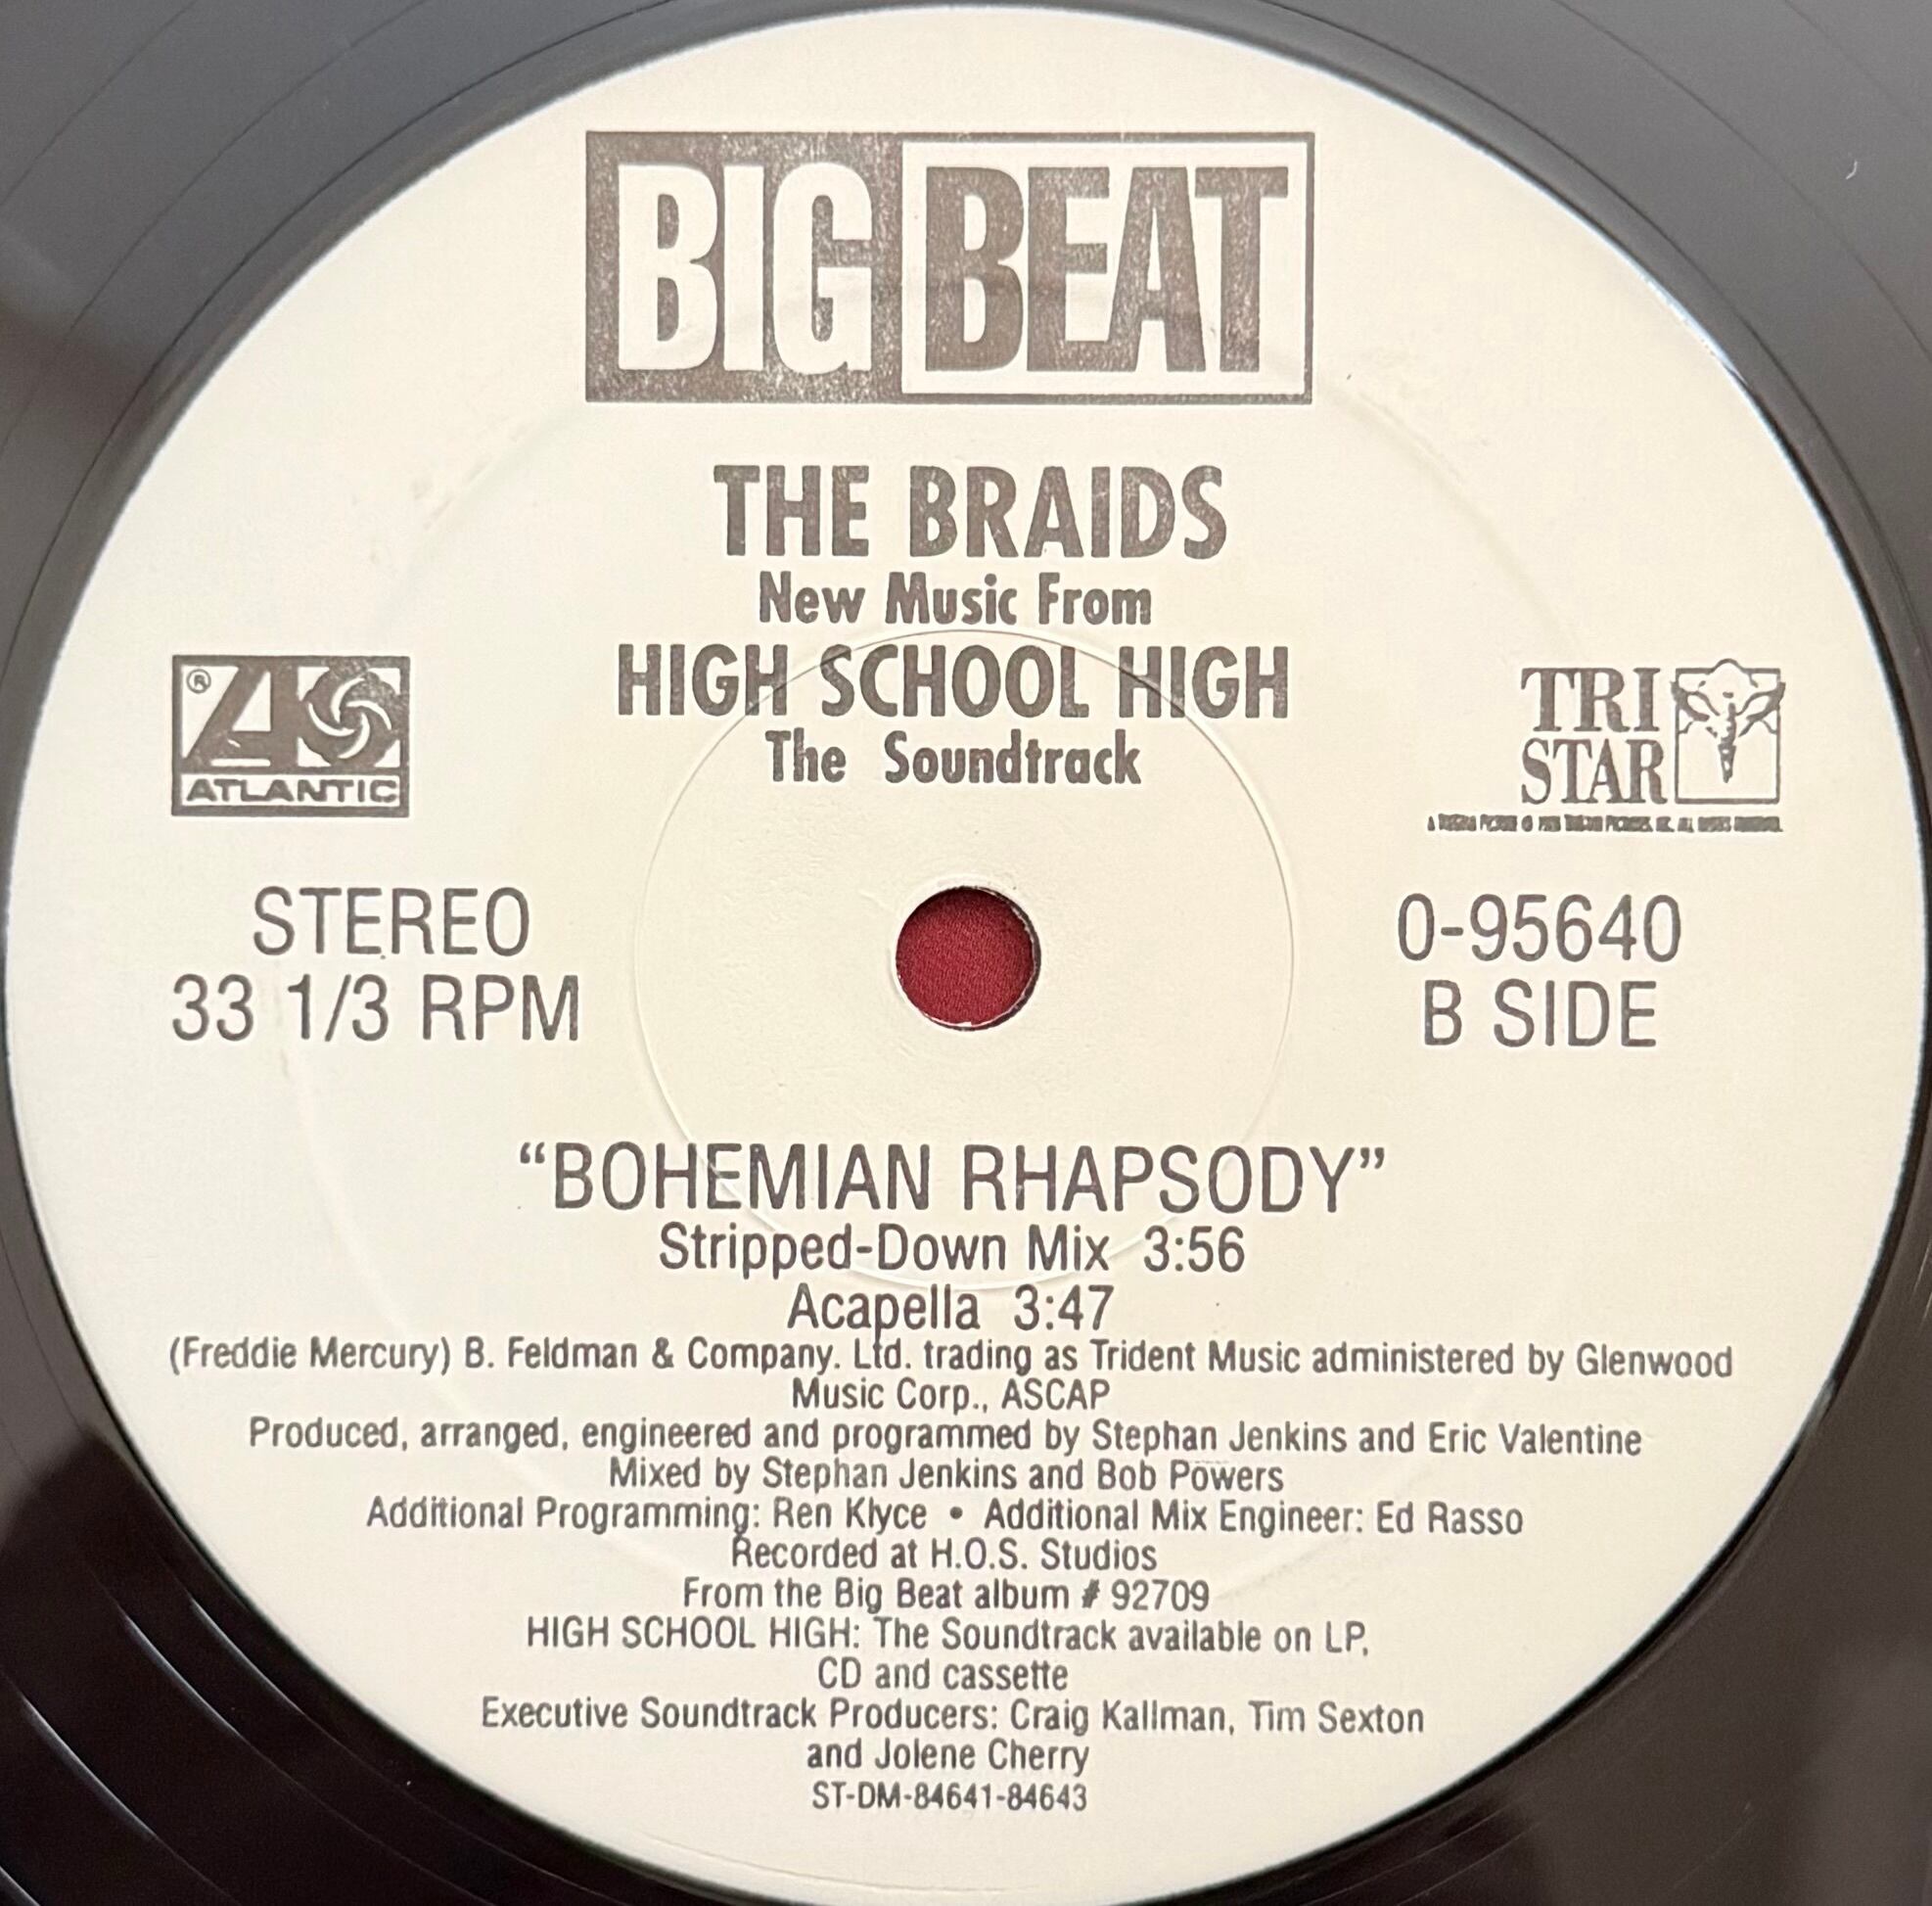 BIG BEAT
THE BRAIDS
New Music From
HIGH SCHOOL HIGH
The Soundtrack
®
ATLANTIC
TRI
STAR
STEREO
33 1/3 RPM
0-95640
B SIDE
“BOHEMIAN RHAPSODY”
Stripped-Down Mix 3:56
Acapella 3:47
(Freddie Mercury) B. Feldman & Company. Ltd. trading as Trident Music administered by Glenwood
Music Corp., ASCAP
Produced, arranged, engineered and programmed by Stephan Jenkins and Eric Valentine
Mixed by Stephan Jenkins and Bob Powers
Additional Programming: Ren Klyce • Additional Mix Engineer: Ed Rasso
Recorded at H.O.S. Studios
From the Big Beat album # 92709
HIGH SCHOOL HIGH: The Soundtrack available on LP,
CD and cassette
Executive Soundtrack Producers: Craig Kallman, Tim Sexton
and Jolene Cherry
ST-DM-84641-84643